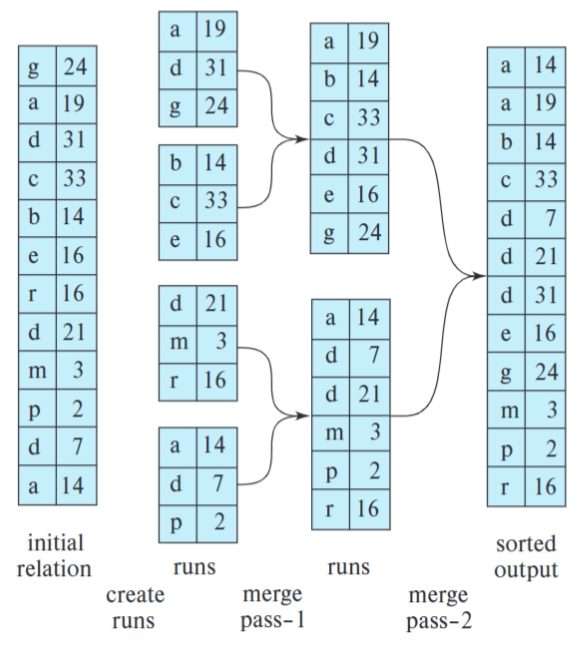 g 24
a 19
d 31
c 33
b 14
e 16
r 16
d 21
m 3
p 2
d 7
a 14
initial
relation
create
runs
a 19
d 31
g 24
b 14
c 33
e 16
d 21
m 3
r 16
a 14
d 7
p 2
runs
merge
pass–1
a 19
b 14
c 33
d 31
e 16
g 24
a 14
d 7
d 21
m 3
p 2
r 16
runs
merge
pass–2
a 14
a 19
b 14
c 33
d 7
d 21
d 31
e 16
g 24
m 3
p 2
r 16
sorted
output